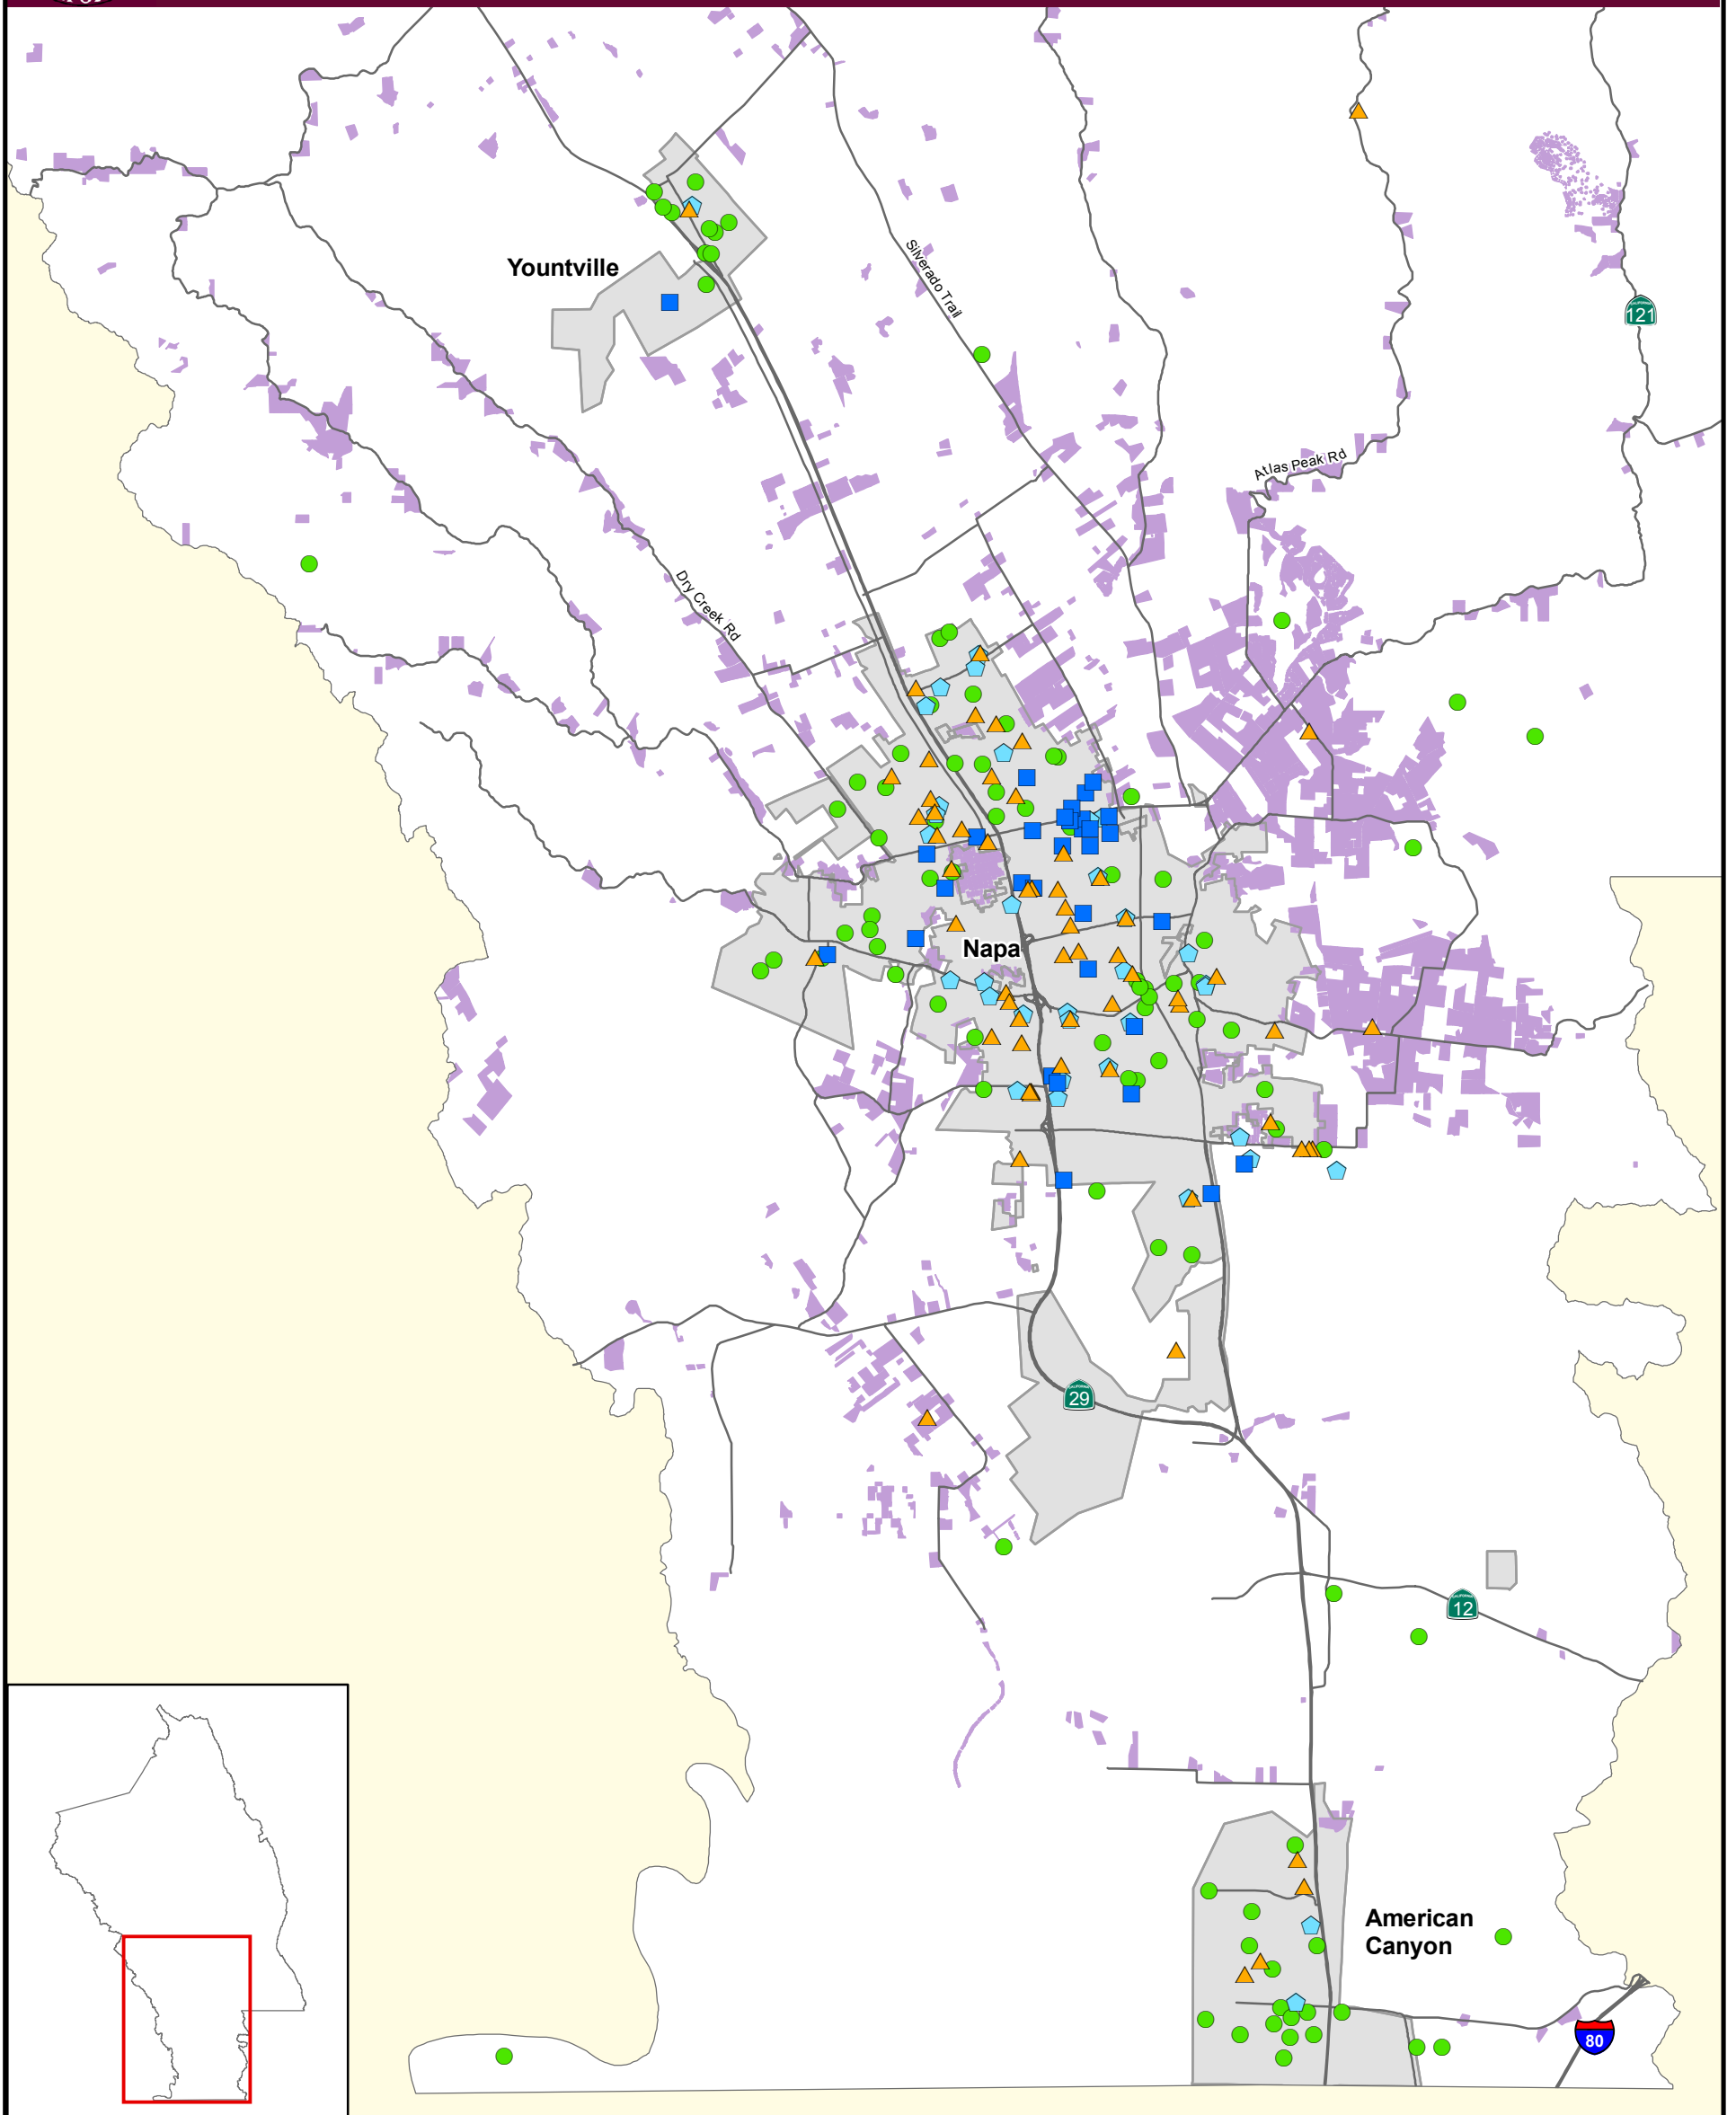 Yountville
Silverado Trail
121
Atlas Peak Rd
Dry Creek Rd
Napa
29
12
American
Canyon
80